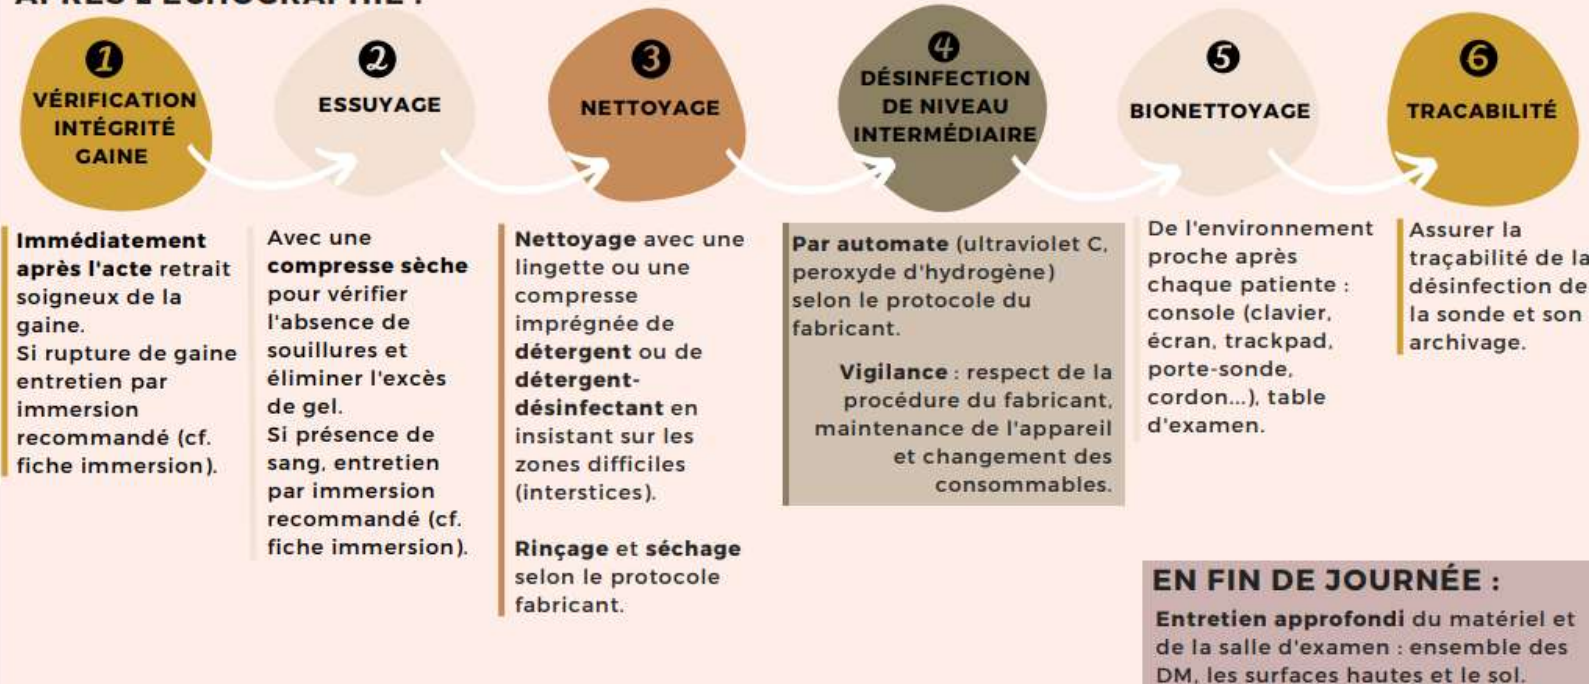 APRÈS L'ÉCHOGRAPHIE :
1
VÉRIFICATION
INTÉGRITÉ
GAINE
Immédiatement
après l'acte retrait
soigneux de la
gaine.
Si rupture de gaine
entretien par
immersion
recommandé (cf.
fiche immersion).
2
ESSUYAGE
Avec une
compresse sèche
pour vérifier
l'absence de
souillures et
éliminer l'excès
de gel.
Si présence de
sang, entretien
par immersion
recommandé (cf.
fiche immersion).
3
NETTOYAGE
Nettoyage avec une
lingette ou une
compresse
imprégnée de
détergent ou de
détergent-
désinfectant en
insistant sur les
zones difficiles
(interstices).
Rinçage et séchage
selon le protocole
fabricant.
4
DÉSINFECTION
DE NIVEAU
INTERMÉDIAIRE
Par automate (ultraviolet C,
peroxyde d'hydrogène)
selon le protocole du
fabricant.
Vigilance : respect de la
procédure du fabricant,
maintenance de l'appareil
et changement des
consommables.
5
BIONETTOYAGE
De l'environnement
proche après
chaque patiente :
console (clavier,
écran, trackpad,
porte-sonde,
cordon...), table
d'examen.
6
TRACABILITÉ
Assurer la
traçabilité de la
désinfection de
la sonde et son
archivage.
EN FIN DE JOURNÉE :
Entretien approfondi du matériel et
de la salle d'examen : ensemble des
DM, les surfaces hautes et le sol.